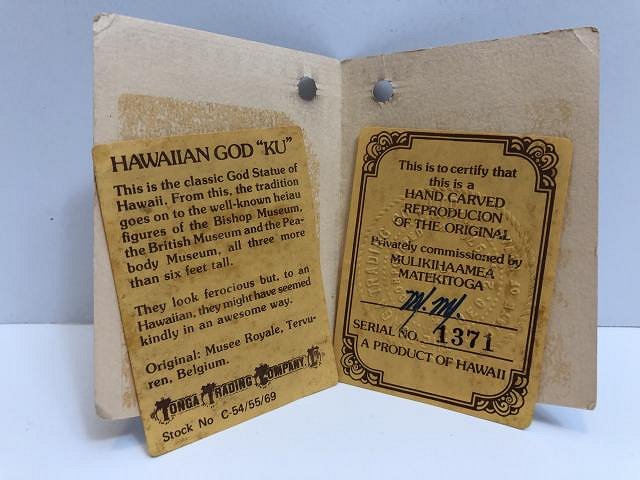 HAWAIIAN GOD "KU"
This is the classic God Statue of
Hawaii. From this, the tradition
goes on to the well-known heiau
figures of the Bishop Museum,
the British Museum and the Pea-
body Museum, all three more
than six feet tall.
They look ferocious but, to an
Hawaiian, they might have seemed
kindly in an awesome way.
Original: Musee Royale, Tervu-
ren, Belgium.
TONGA TRADING COMPANY
Stock No C-54/55/69
This is to certify that
this is a
HAND CARVED
REPRODUCION
OF THE ORIGINAL
Privately commissioned by
MULIKIHAAMEA
MATEKITOGA
M. M.
SERIAL NO. 1371
A PRODUCT OF HAWAII